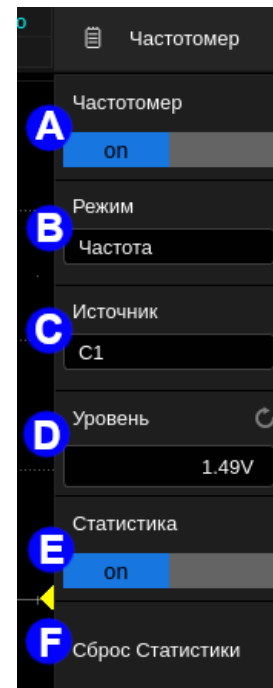 Частотомер
Частотомер
A
on
Режим
B
Частота
Источник
C
C1
Уровень
D
1.49V
Статистика
E
on
F
Сброс Статистики